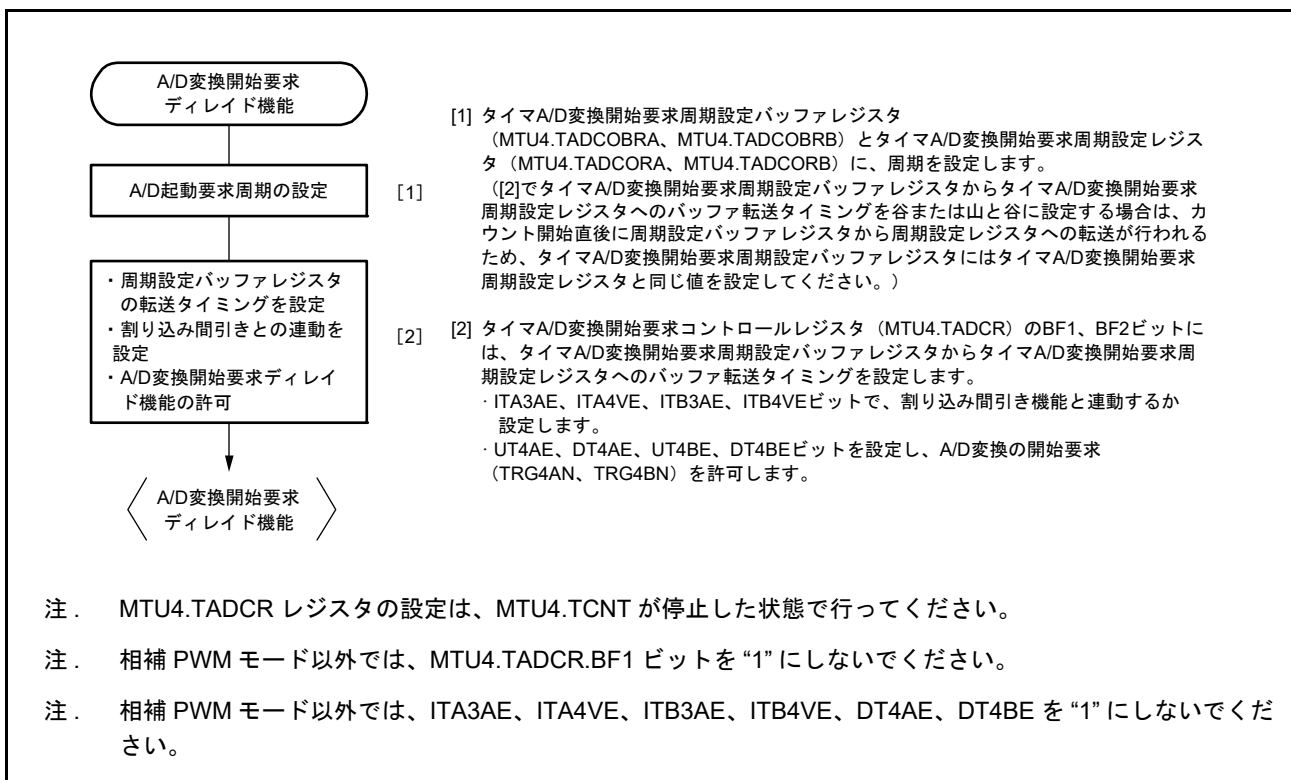 A/D変換開始要求
ディレイド機能
A/D起動要求周期の設定
[1]
・周期設定バッファレジスタ
の転送タイミングを設定
・割り込み間引きとの連動を
設定
・A/D変換開始要求ディレイ
ド機能の許可
[2]
A/D変換開始要求
ディレイド機能
[1] タイマA/D変換開始要求周期設定バッファレジスタ
（MTU4.TADCOBRA、MTU4.TADCOBRB）とタイマA/D変換開始要求周期設定レジス
タ（MTU4.TADCORA、MTU4.TADCORB）に、周期を設定します。
（[2]でタイマA/D変換開始要求周期設定バッファレジスタからタイマA/D変換開始要求
周期設定レジスタへのバッファ転送タイミングを谷または山と谷に設定する場合は、カ
ウント開始直後に周期設定バッファレジスタから周期設定レジスタへの転送が行われる
ため、タイマA/D変換開始要求周期設定バッファレジスタにはタイマA/D変換開始要求
周期設定レジスタと同じ値を設定してください。）
[2] タイマA/D変換開始要求コントロールレジスタ（MTU4.TADCR）のBF1、BF2ビットに
は、タイマA/D変換開始要求周期設定バッファレジスタからタイマA/D変換開始要求周
期設定レジスタへのバッファ転送タイミングを設定します。
· ITA3AE、ITA4VE、ITB3AE、ITB4VEビットで、割り込み間引き機能と連動するか
設定します。
· UT4AE、DT4AE、UT4BE、DT4BEビットを設定し、A/D変換の開始要求
（TRG4AN、TRG4BN）を許可します。
注 . MTU4.TADCR レジスタの設定は、MTU4.TCNT が停止した状態で行ってください。
注 . 相補 PWM モード以外では、MTU4.TADCR.BF1 ビットを “1” にしないでください。
注 . 相補 PWM モード以外では、ITA3AE、ITA4VE、ITB3AE、ITB4VE、DT4AE、DT4BE を “1” にしないでくだ
さい。